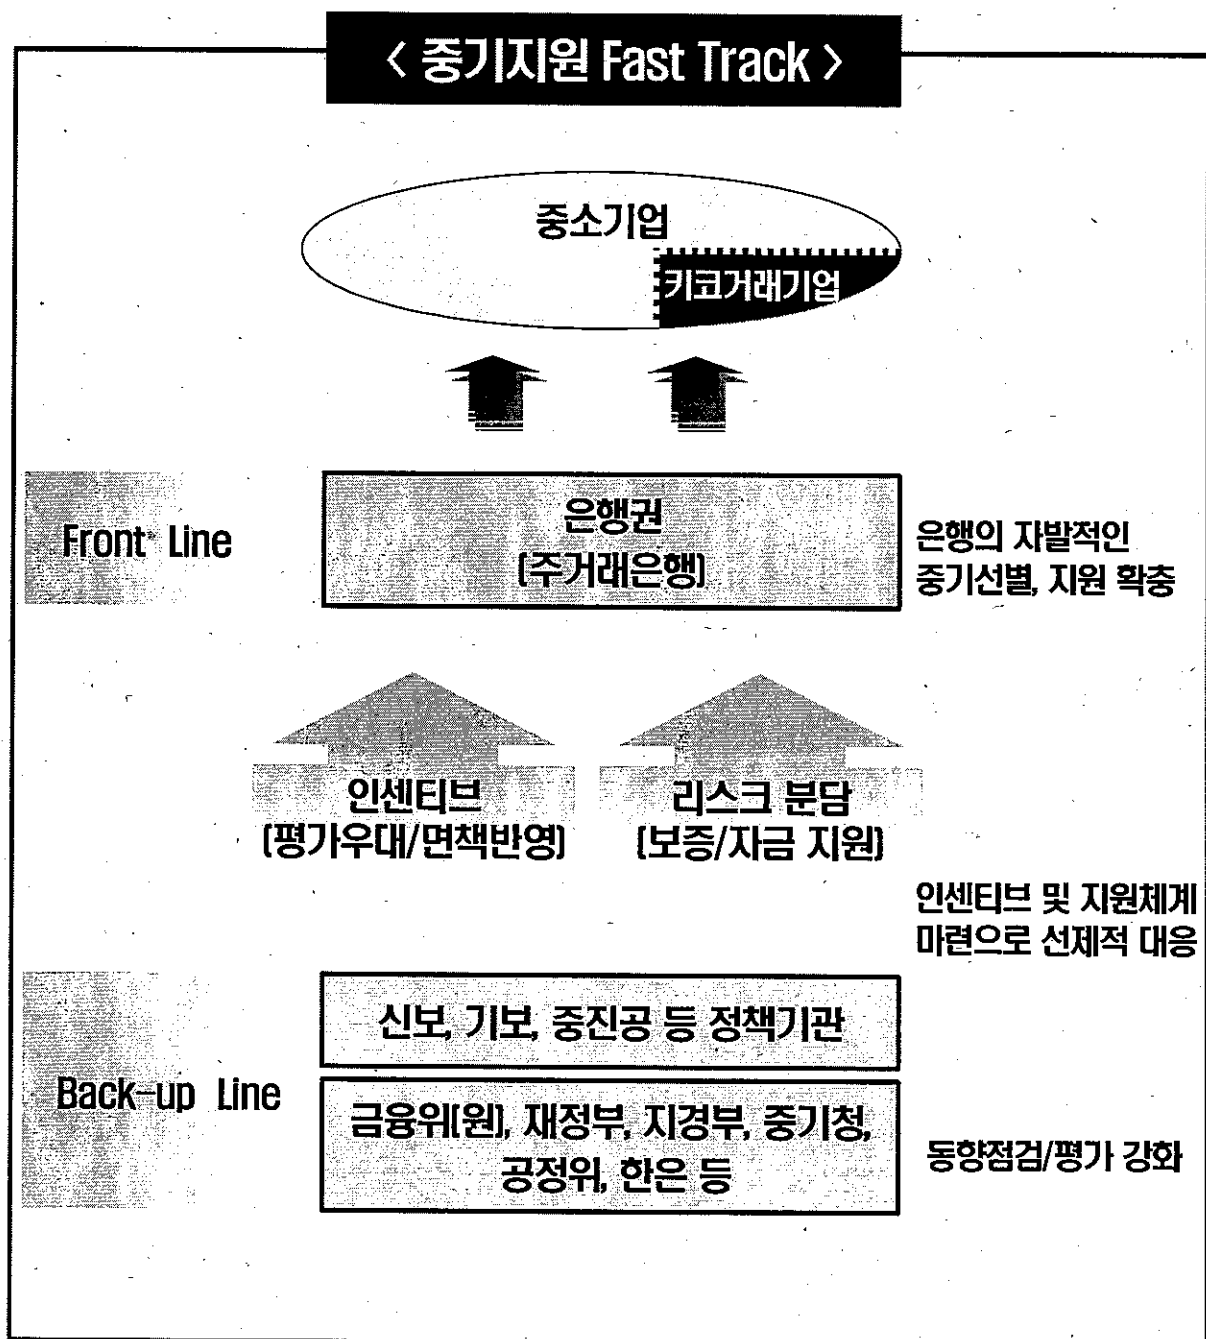 < 중기지원 Fast Track >
중소기업
키코거래기업
Front Line
은행권
(주거래은행)
은행의 자발적인
중기선별, 지원 확충
인센티브
(평가우대/면책반영)
리스크 분담
(보증/자금 지원)
인센티브 및 지원체계
마련으로 선제적 대응
Back-up Line
신보, 기보, 중진공 등 정책기관
금융위(원), 재정부, 지경부, 중기청,
공정위, 한은 등
동향점검/평가 강화